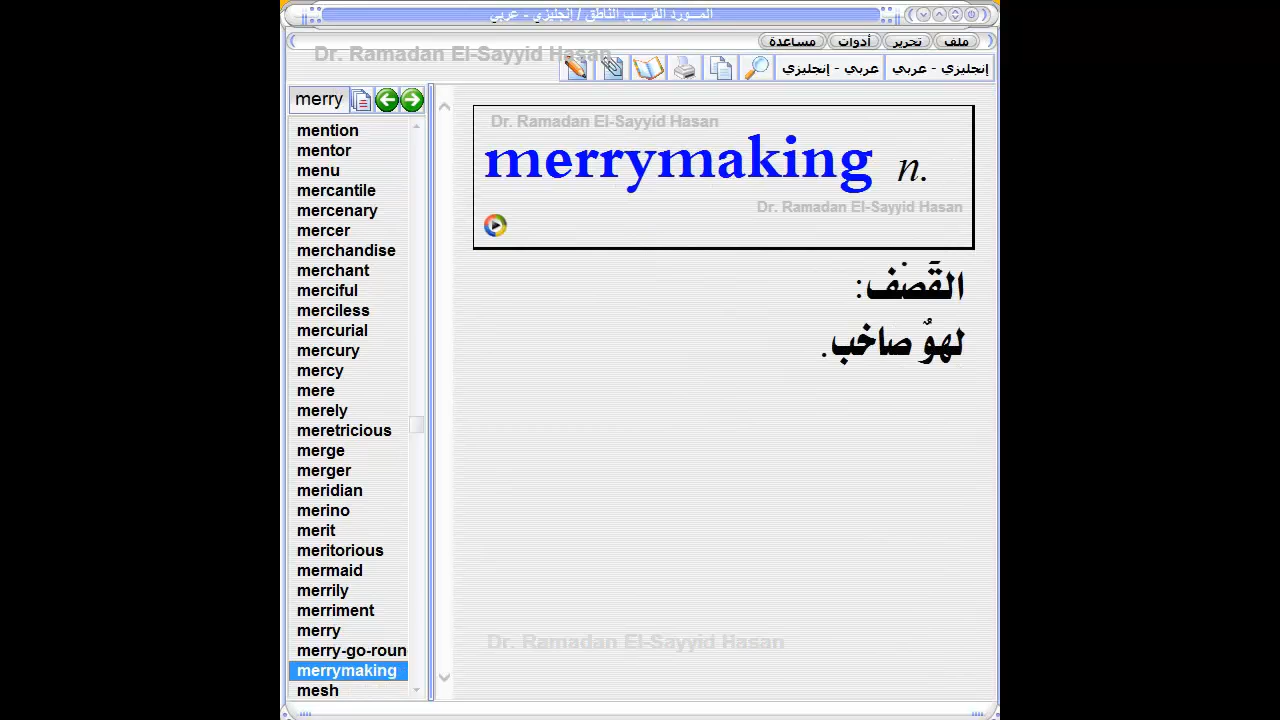 المـــورد القريـــب الناطق / إنجليزي - عربي
ملف تحرير أدوات مساعدة
Dr. Ramadan El-Sayyid Hasan
إنجليزي - عربي عربي - إنجليزي
merry
mention
mentor
menu
mercantile
mercenary
mercer
merchandise
merchant
merciful
merciless
mercurial
mercury
mercy
mere
merely
meretricious
merge
merger
meridian
merino
merit
meritorious
mermaid
merrily
merriment
merry
merry-go-roun
merrymaking
mesh
Dr. Ramadan El-Sayyid Hasan
merrymaking n.
Dr. Ramadan El-Sayyid Hasan
القَصْف:
لهوٌ صاخب.
Dr. Ramadan El-Sayyid Hasan